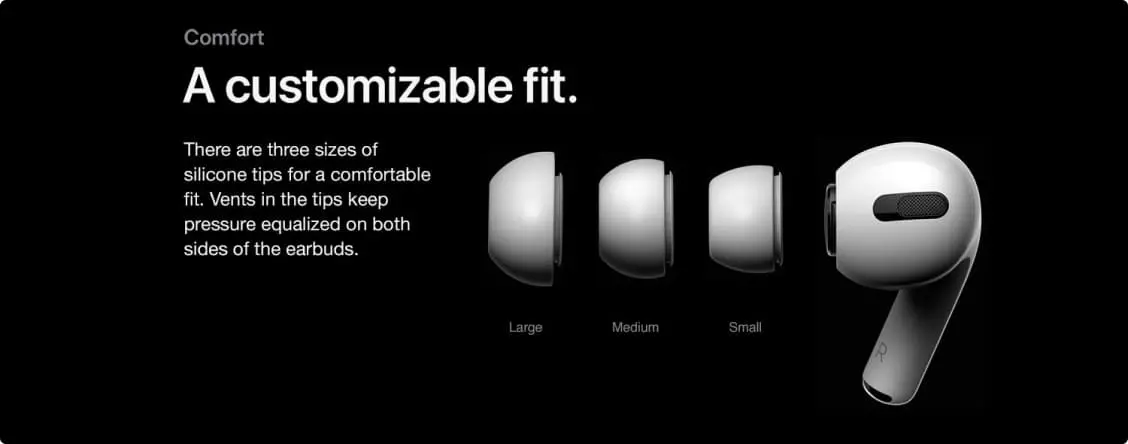 Comfort
A customizable fit.
There are three sizes of
silicone tips for a comfortable
fit. Vents in the tips keep
pressure equalized on both
sides of the earbuds.
Large
Medium
Small
R